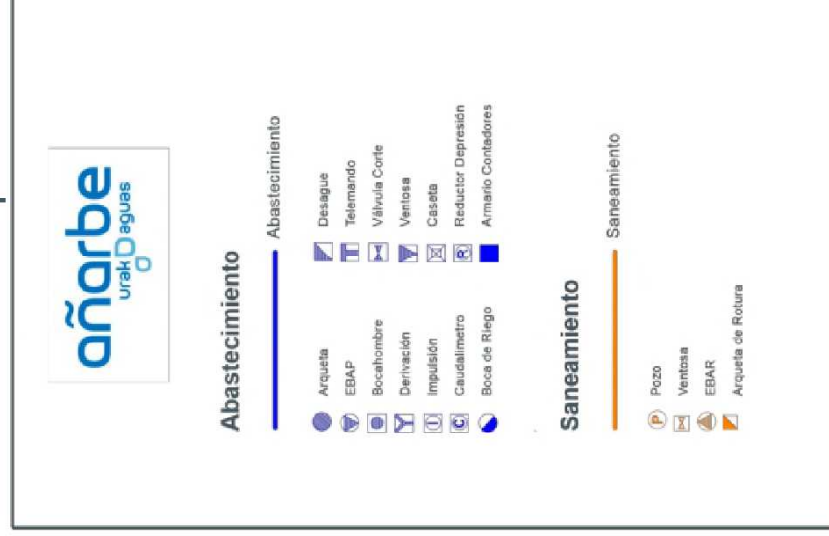 añarbe
urak aguas
Abastecimiento
Abastecimiento
Arqueta
EBAP
Bocahombre
Derivación
I Impulsión
C Caudalimetro
Boca de Riego
Desague
Telemando
Válvula Corte
Ventosa
Caseta
R Reductor Depresión
Armario Contadores
Saneamiento
Saneamiento
P Pozo
Ventosa
EBAR
Arqueta de Rotura